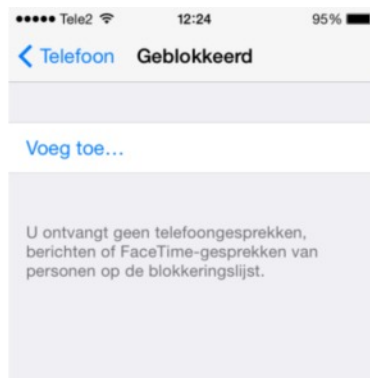 Tele2 12:24 95%
Telefoon Geblokkeerd
Voeg toe...
U ontvangt geen telefoongesprekken,
berichten of FaceTime-gesprekken van
personen op de blokkeringslijst.